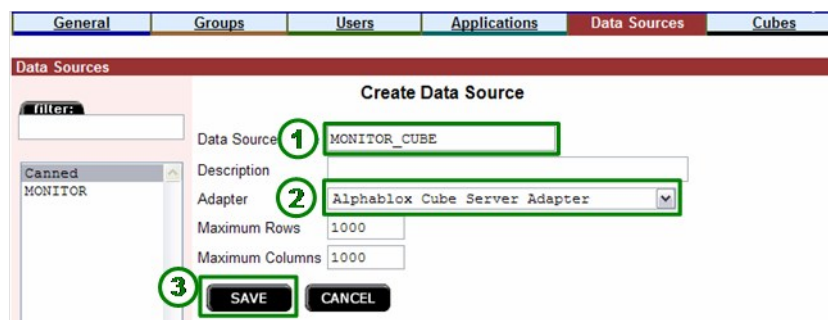 General Groups Users Applications Data Sources Cubes
Data Sources
Create Data Source
filter:
Data Source 1 MONITOR_CUBE
Description
Canned
MONITOR
Adapter 2 Alphablox Cube Server Adapter
Maximum Rows 1000
Maximum Columns 1000
3 SAVE CANCEL